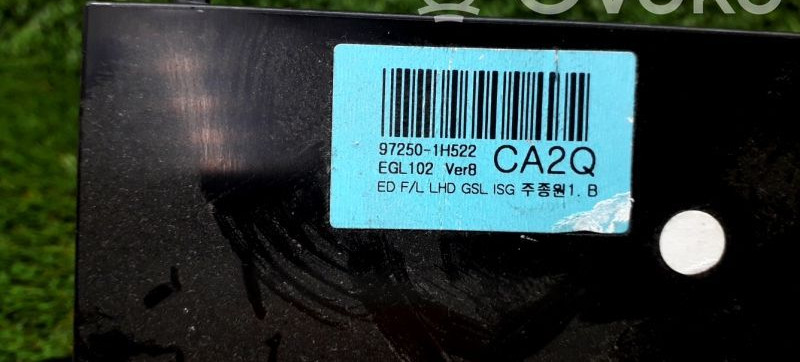 97250-1H522
EGL102 Ver8 CA2Q
ED F/L LHD GSL ISG 주종원1. B